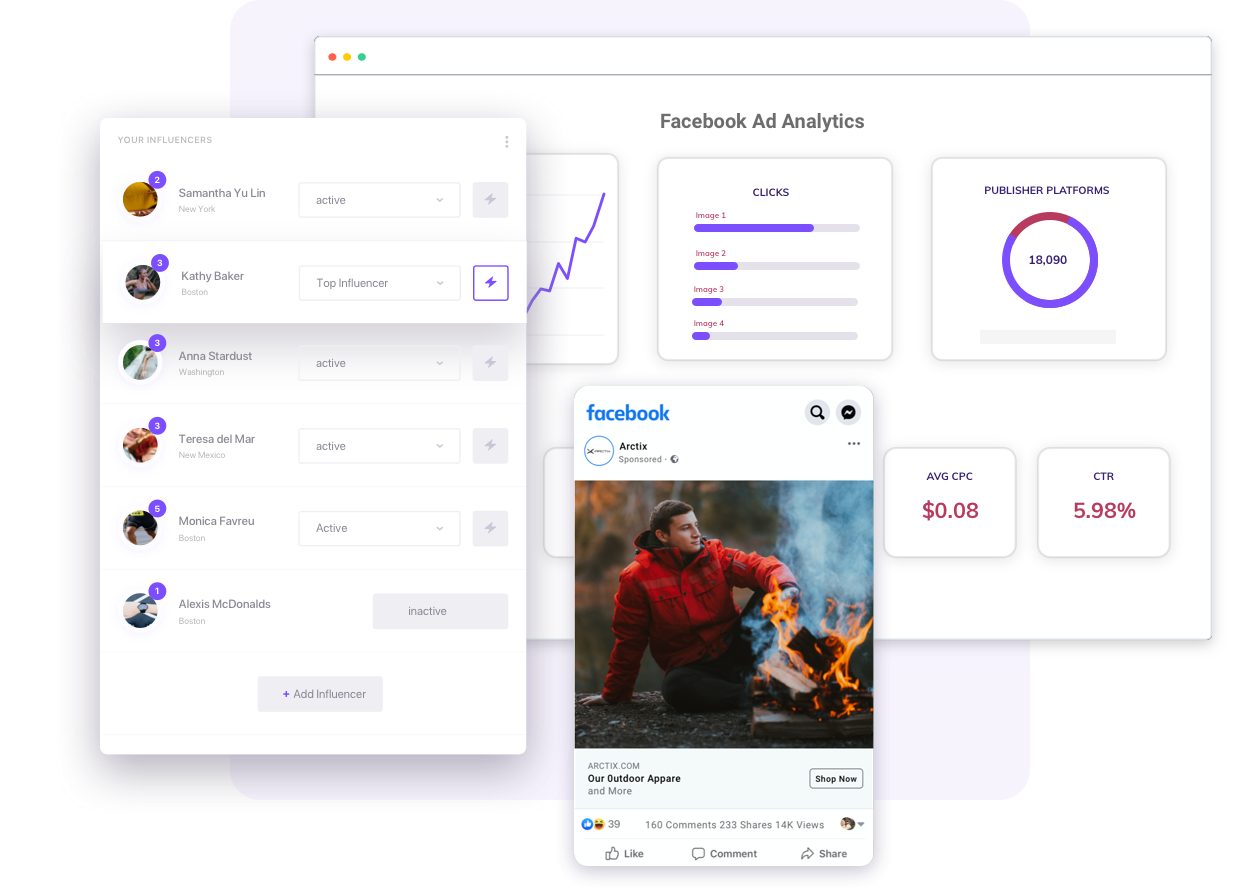 Facebook Ad Analytics
YOUR INFLUENCERS
2
Samantha Yu Lin
New York
active
3
Kathy Baker
Boston
Top Influencer
3
Anna Stardust
Washington
active
3
Teresa del Mar
New Mexico
active
5
Monica Favreu
Boston
Active
1
Alexis McDonalds
Boston
inactive
+ Add Influencer
CLICKS
Image 1
Image 2
Image 3
Image 4
PUBLISHER PLATFORMS
18,090
AVG CPC
$0.08
CTR
5.98%
facebook
Arctix
Sponsored ·
ARCTIX.COM
Our 0utdoor Appare
and More
Shop Now
39
160 Comments 233 Shares 14K Views
Like
Comment
Share